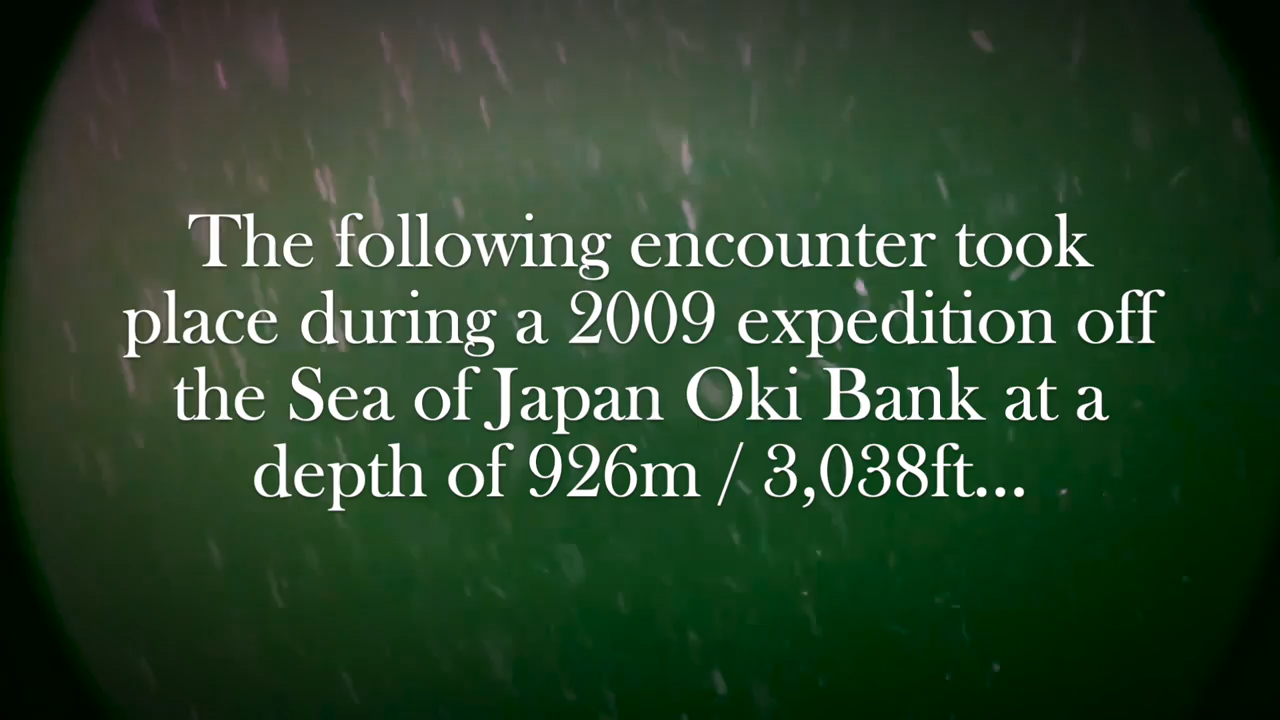 The following encounter took
place during a 2009 expedition off
the Sea of Japan Oki Bank at a
depth of 926m / 3,038ft...